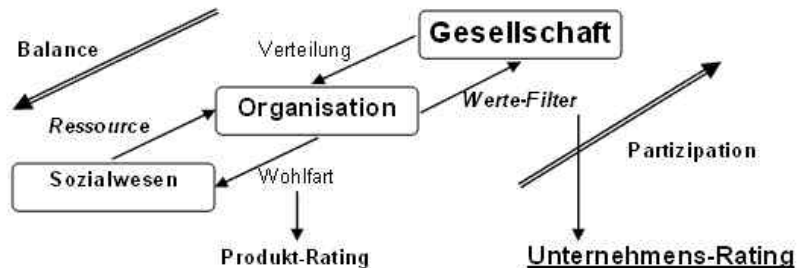 Gesellschaft
Balance
Verteilung
Organisation
Werte-Filter
Ressource
Partizipation
Sozialwesen
Wohlfart
Produkt-Rating
Unternehmens-Rating